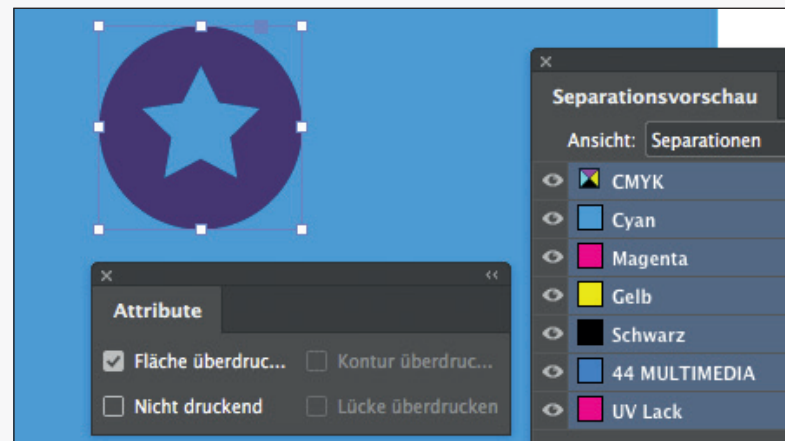 Separationsvorschau
Ansicht: Separationen
CMYK
Cyan
Magenta
Gelb
Schwarz
44 MULTIMEDIA
UV Lack
Attribute
Fläche überdruc... Kontur überdruc...
Nicht druckend Lücke überdrucken